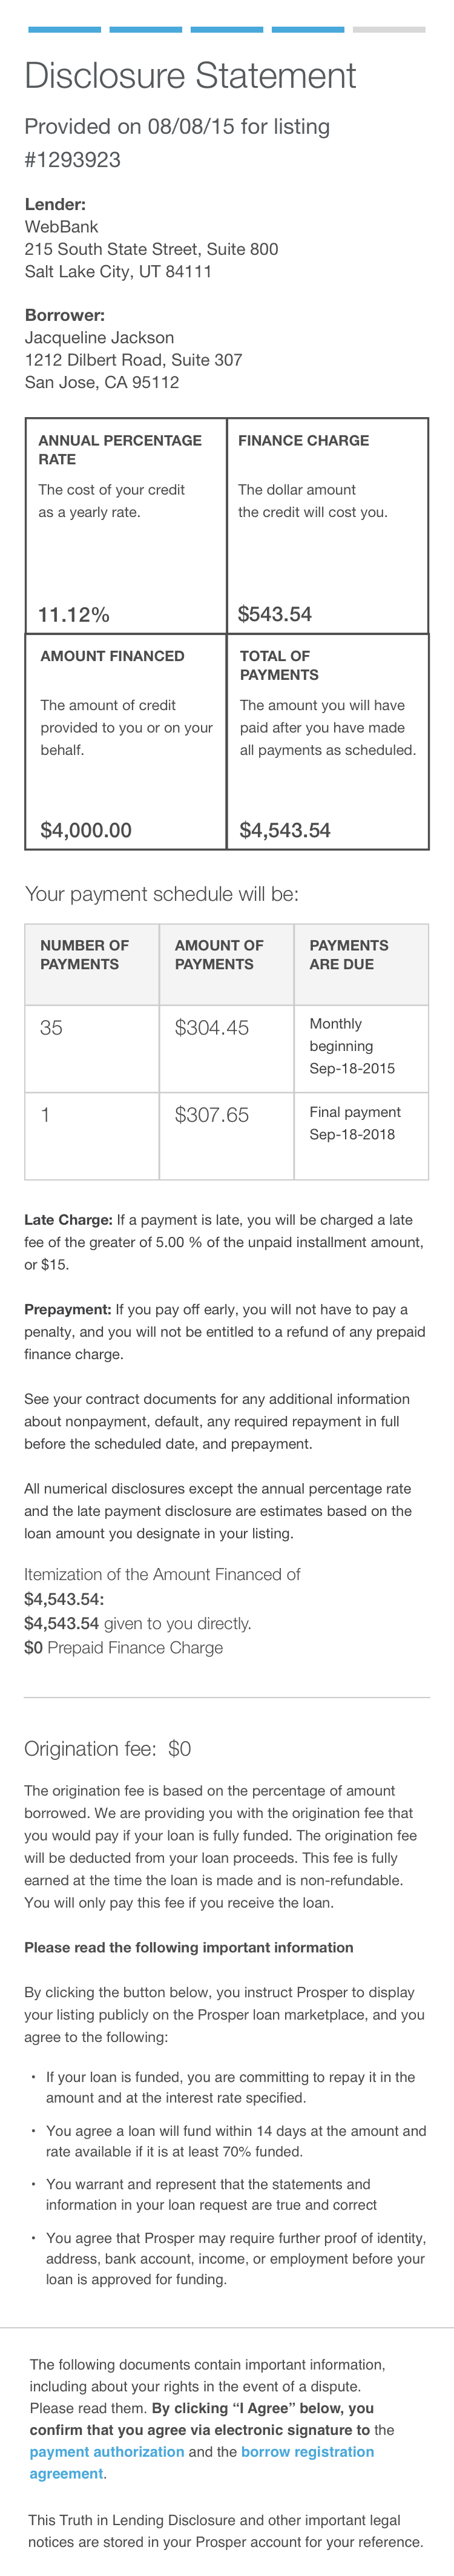 Disclosure Statement
Provided on 08/08/15 for listing
#1293923
Lender:
WebBank
215 South State Street, Suite 800
Salt Lake City, UT 84111
Borrower:
Jacqueline Jackson
1212 Dilbert Road, Suite 307
San Jose, CA 95112
ANNUAL PERCENTAGE
RATE
The cost of your credit
as a yearly rate.
11.12%
FINANCE CHARGE
The dollar amount
the credit will cost you.
$543.54
AMOUNT FINANCED
The amount of credit
provided to you or on your
behalf.
$4,000.00
TOTAL OF
PAYMENTS
The amount you will have
paid after you have made
all payments as scheduled.
$4,543.54
Your payment schedule will be:
NUMBER OF
PAYMENTS
AMOUNT OF
PAYMENTS
PAYMENTS
ARE DUE
35
$304.45
Monthly
beginning
Sep-18-2015
1
$307.65
Final payment
Sep-18-2018
Late Charge: If a payment is late, you will be charged a late
fee of the greater of 5.00 % of the unpaid installment amount,
or $15.
Prepayment: If you pay off early, you will not have to pay a
penalty, and you will not be entitled to a refund of any prepaid
finance charge.
See your contract documents for any additional information
about nonpayment, default, any required repayment in full
before the scheduled date, and prepayment.
All numerical disclosures except the annual percentage rate
and the late payment disclosure are estimates based on the
loan amount you designate in your listing.
Itemization of the Amount Financed of
$4,543.54:
$4,543.54 given to you directly.
$0 Prepaid Finance Charge
Origination fee: $0
The origination fee is based on the percentage of amount
borrowed. We are providing you with the origination fee that
you would pay if your loan is fully funded. The origination fee
will be deducted from your loan proceeds. This fee is fully
earned at the time the loan is made and is non-refundable.
You will only pay this fee if you receive the loan.
Please read the following important information
By clicking the button below, you instruct Prosper to display
your listing publicly on the Prosper loan marketplace, and you
agree to the following:
• If your loan is funded, you are committing to repay it in the
amount and at the interest rate specified.
• You agree a loan will fund within 14 days at the amount and
rate available if it is at least 70% funded.
• You warrant and represent that the statements and
information in your loan request are true and correct
• You agree that Prosper may require further proof of identity,
address, bank account, income, or employment before your
loan is approved for funding.
The following documents contain important information,
including about your rights in the event of a dispute.
Please read them. By clicking “I Agree” below, you
confirm that you agree via electronic signature to the
payment authorization and the borrow registration
agreement.
This Truth in Lending Disclosure and other important legal
notices are stored in your Prosper account for your reference.